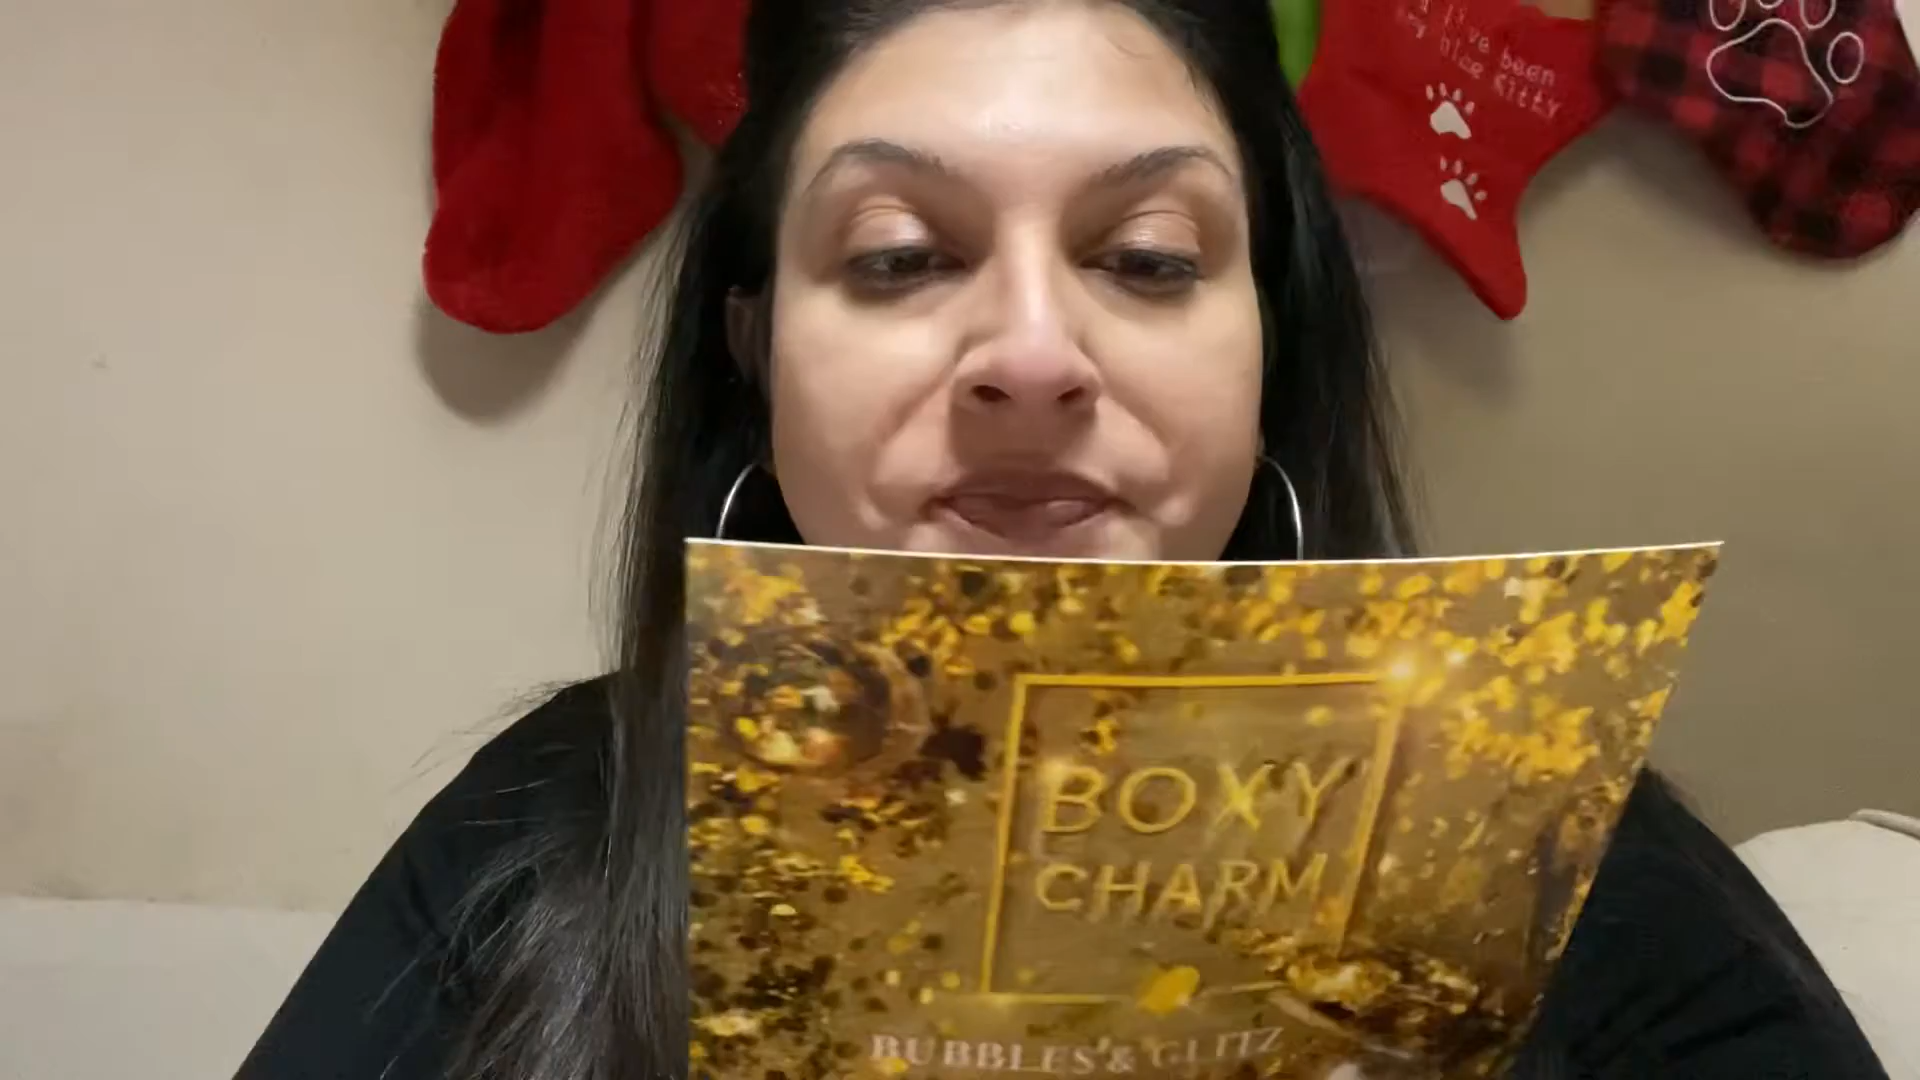 I've been
nice kitty
BOXY
CHARM
BUBBLES & GLITZ